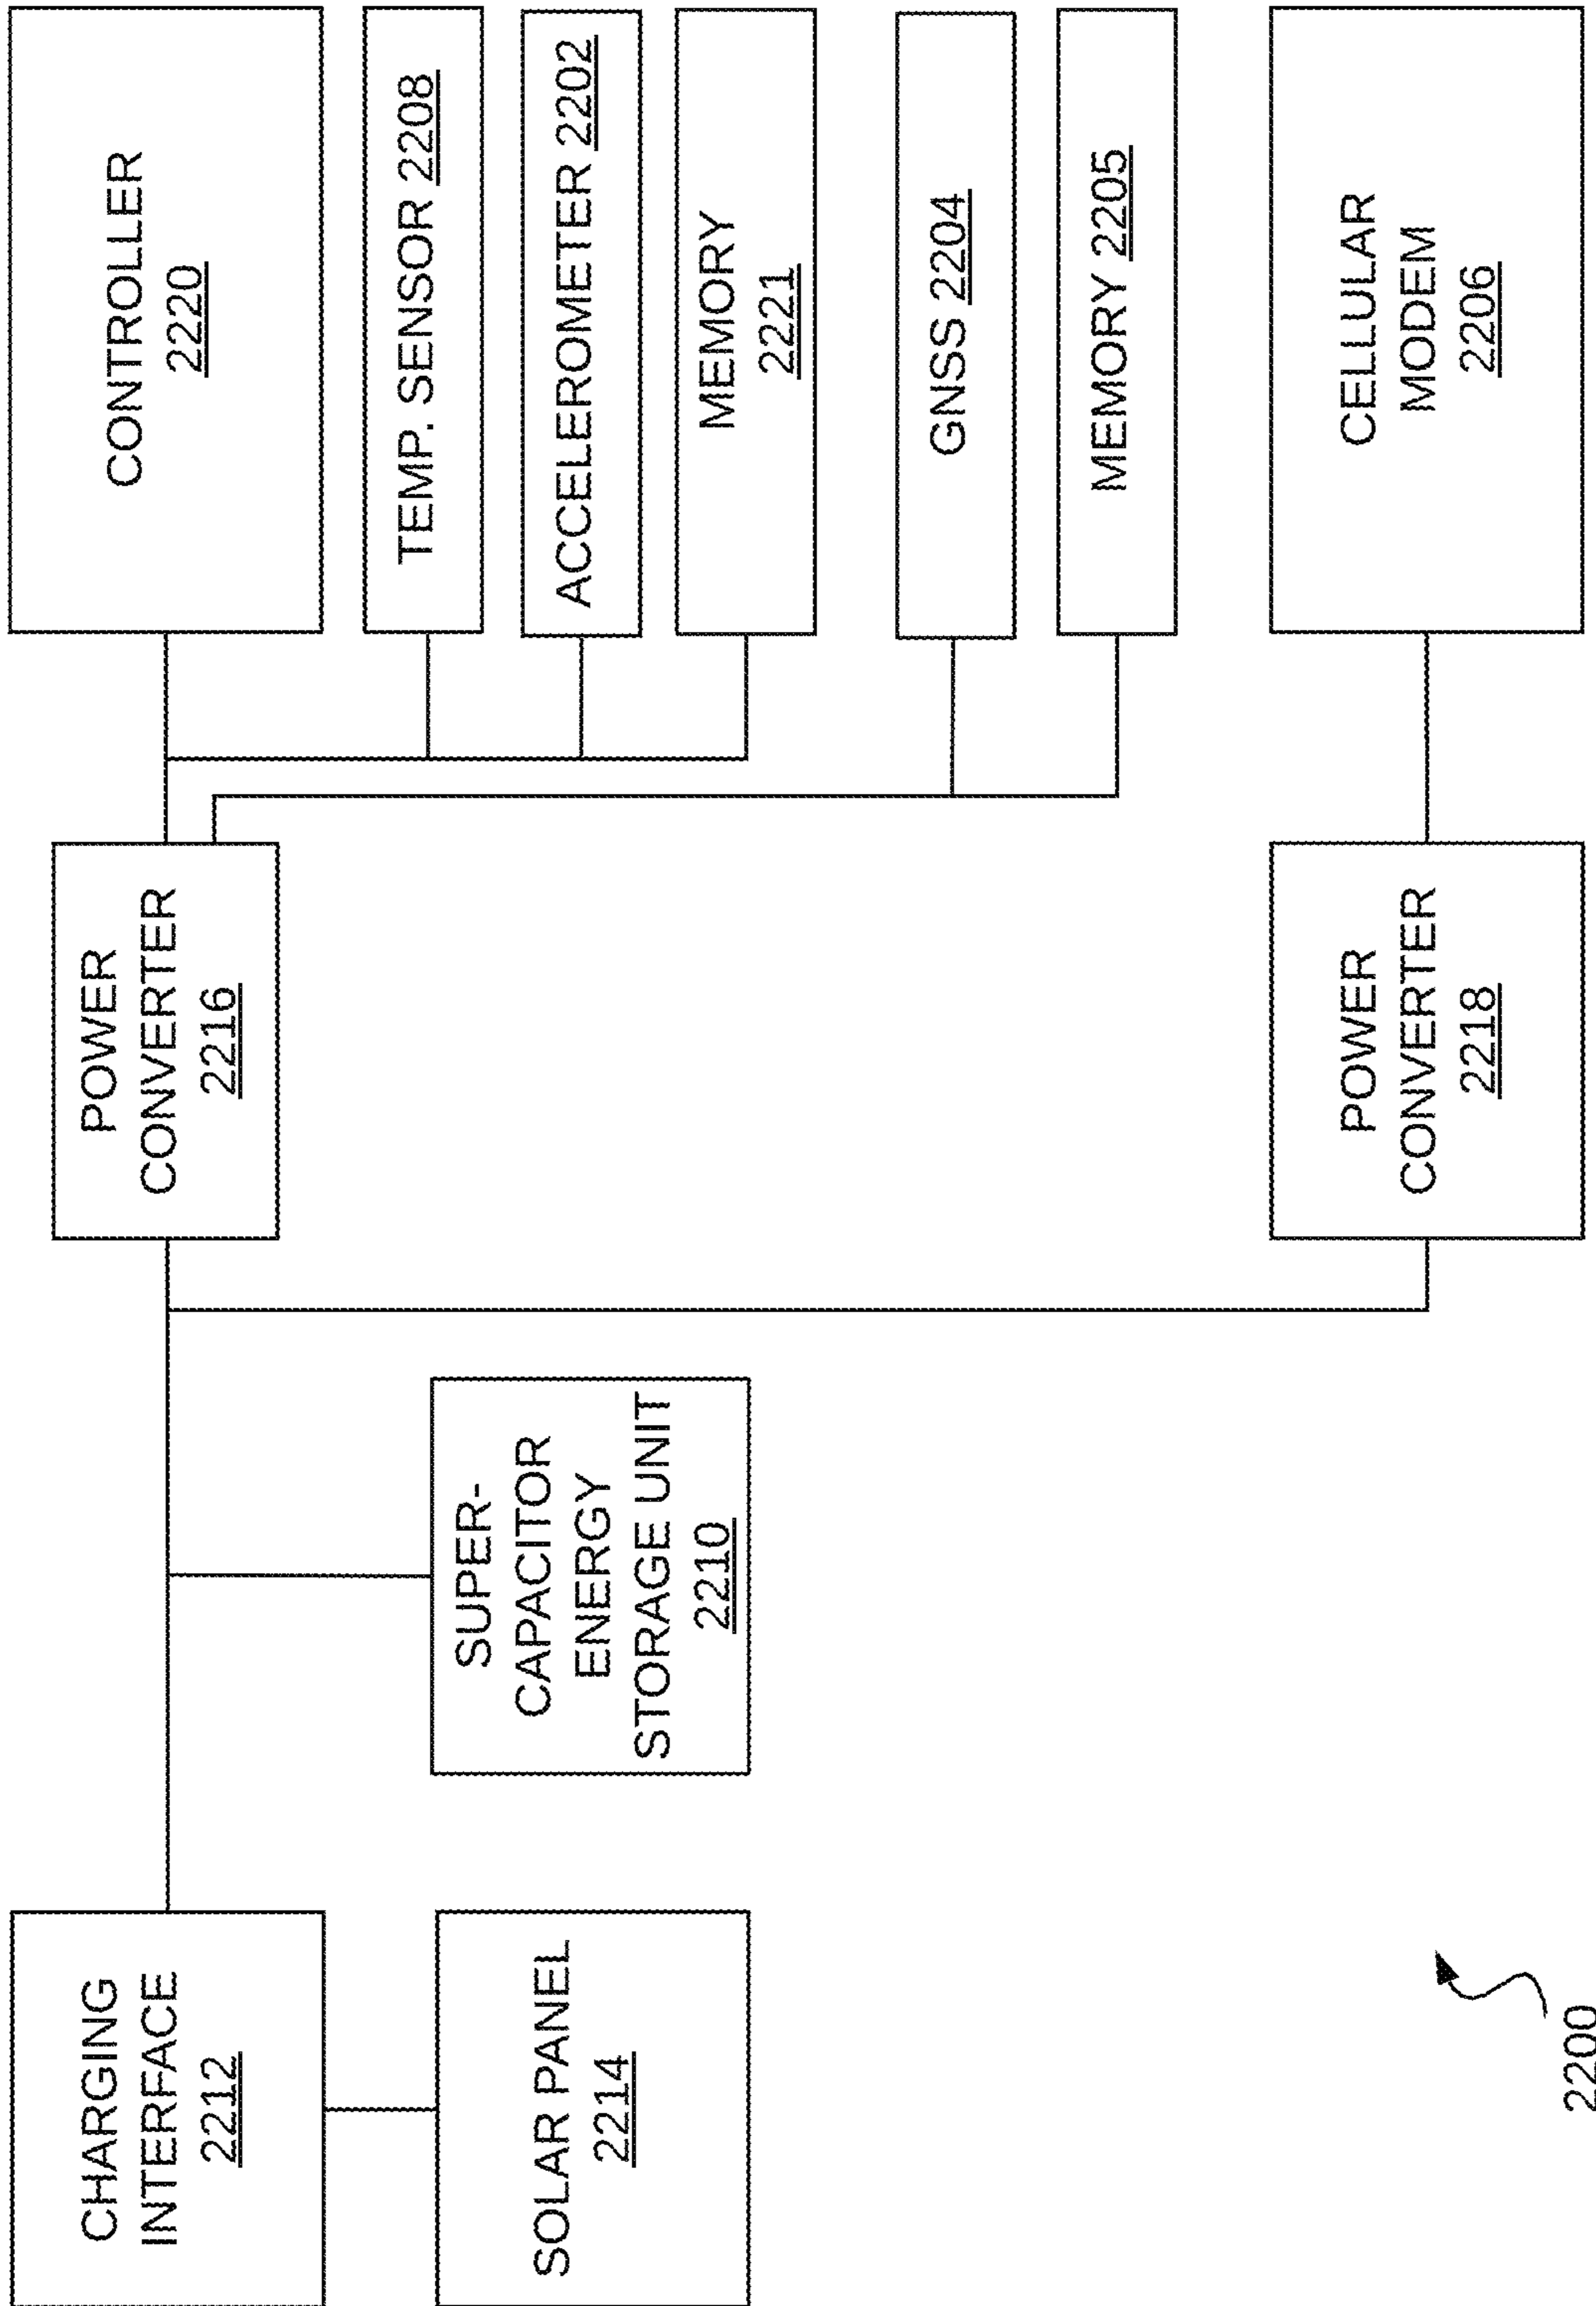 CHARGING
INTERFACE
2212
SOLAR PANEL
2214
SUPER-
CAPACITOR
ENERGY
STORAGE UNIT
2210
POWER
CONVERTER
2216
POWER
CONVERTER
2218
CONTROLLER
2220
TEMP. SENSOR 2208
ACCELEROMETER 2202
MEMORY
2221
GNSS 2204
MEMORY 2205
CELLULAR
MODEM
2206
2200